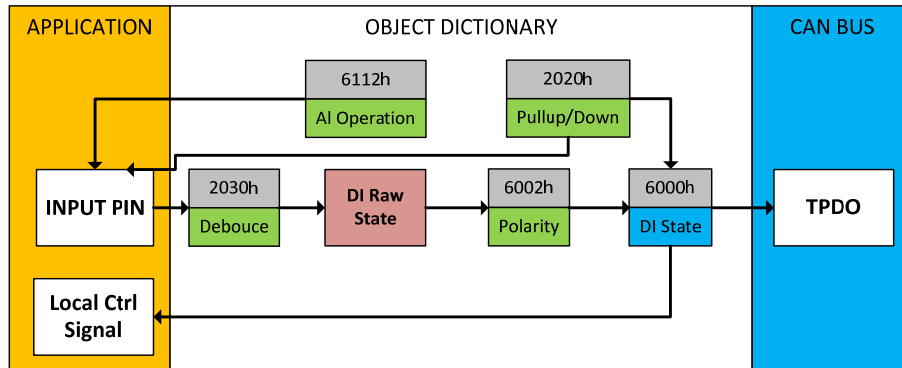 APPLICATION
OBJECT DICTIONARY
CAN BUS
6112h
AI Operation
2020h
Pullup/Down
INPUT PIN
2030h
Debouce
DI Raw
State
6002h
Polarity
6000h
DI State
TPDO
Local Ctrl
Signal